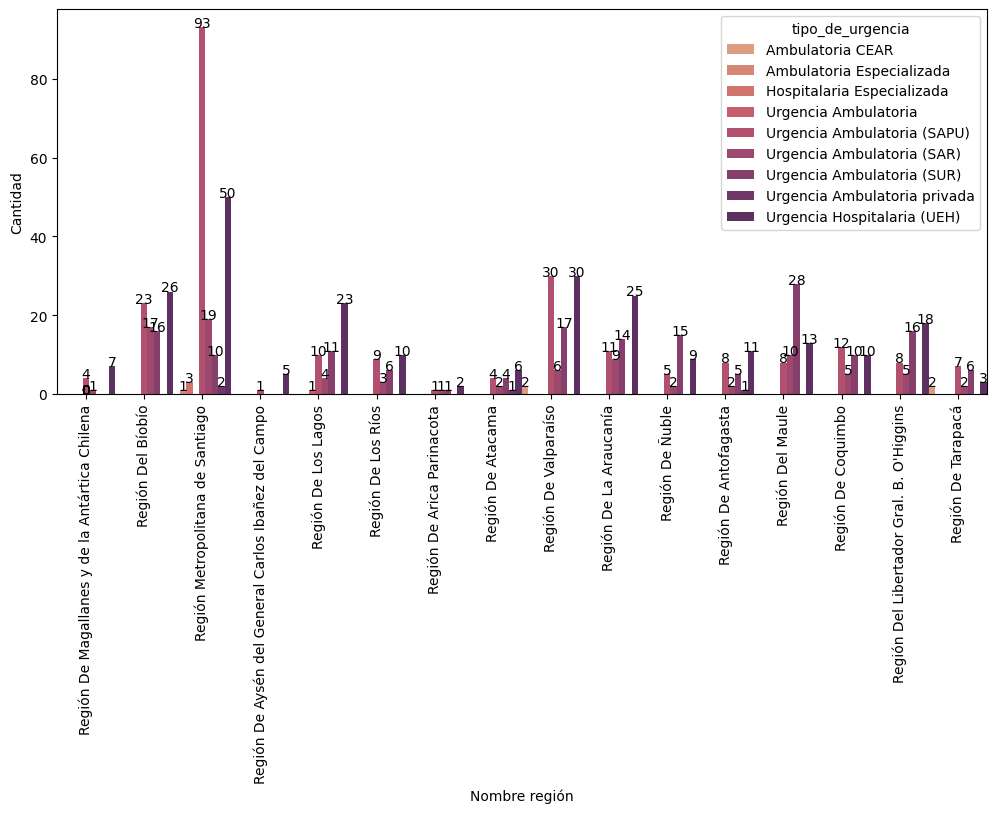 tipo_de_urgencia
Ambulatoria CEAR
Ambulatoria Especializada
Hospitalaria Especializada
Urgencia Ambulatoria
Urgencia Ambulatoria (SAPU)
Urgencia Ambulatoria (SAR)
Urgencia Ambulatoria (SUR)
Urgencia Ambulatoria privada
Urgencia Hospitalaria (UEH)
Cantidad
80
60
40
20
0
4 0 1 7
23 17 16 26
1 3 93 19 10 2 50
1 5
1 10 4 11 23
9 3 6 10
1 1 1 2
4 2 4 1 6
2 30 6 17 30
11 9 14 25
5 2 15 9
8 2 5 1 11
8 10 28 13
12 5 10 10
8 5 16 18
2 7 2 6 3
Región De Magallanes y de la Antártica Chilena
Región Del Bíobío
Región Metropolitana de Santiago
Región De Aysén del General Carlos Ibañez del Campo
Región De Los Lagos
Región De Los Ríos
Región De Arica Parinacota
Región De Atacama
Región De Valparaíso
Región De La Araucanía
Región De Ñuble
Región De Antofagasta
Región Del Maule
Región De Coquimbo
Región Del Libertador Gral. B. O'Higgins
Región De Tarapacá
Nombre región